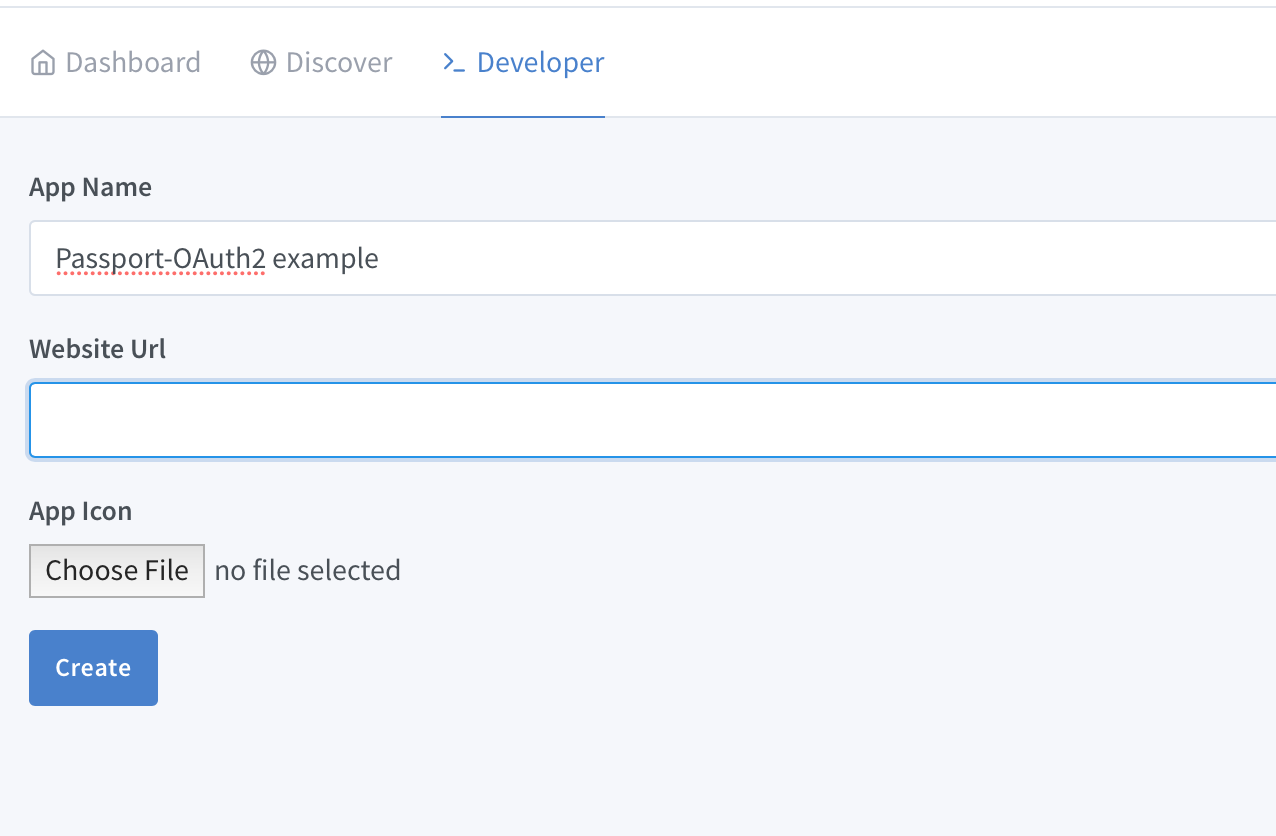 Dashboard Discover Developer
App Name
Passport-OAuth2 example
Website Url
App Icon
Choose File no file selected
Create